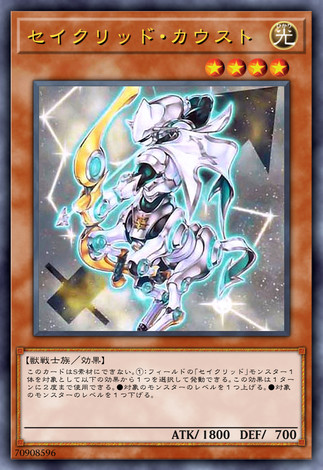 セイクリッド・カウスト
光
【獣戦士族／効果】
このカードはS素材にできない。①:フィールドの「セイクリッド」モンスター1
体を対象として以下の効果から1つを選択して発動できる。この効果は1ター
ンに2度まで使用できる。●対象のモンスターのレベルを1つ上げる。●対象
のモンスターのレベルを1つ下げる。
ATK/1800 DEF/ 700
70908596